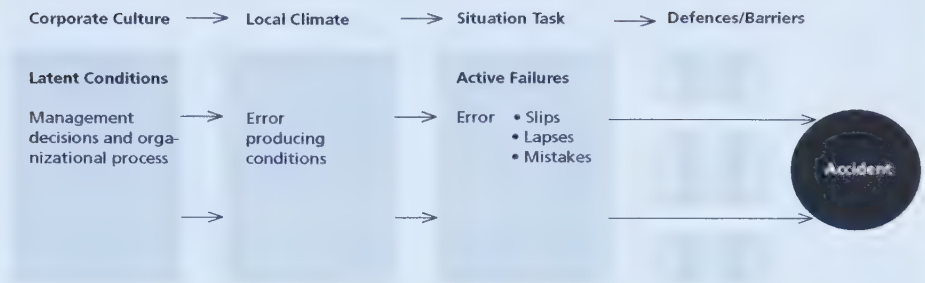 Corporate Culture
Local Climate
Situation Task
Defences/Barriers
Latent Conditions
Management
decisions and orga-
nizational process
Error
producing
conditions
Active Failures
Error • Slips
• Lapses
• Mistakes
Accident